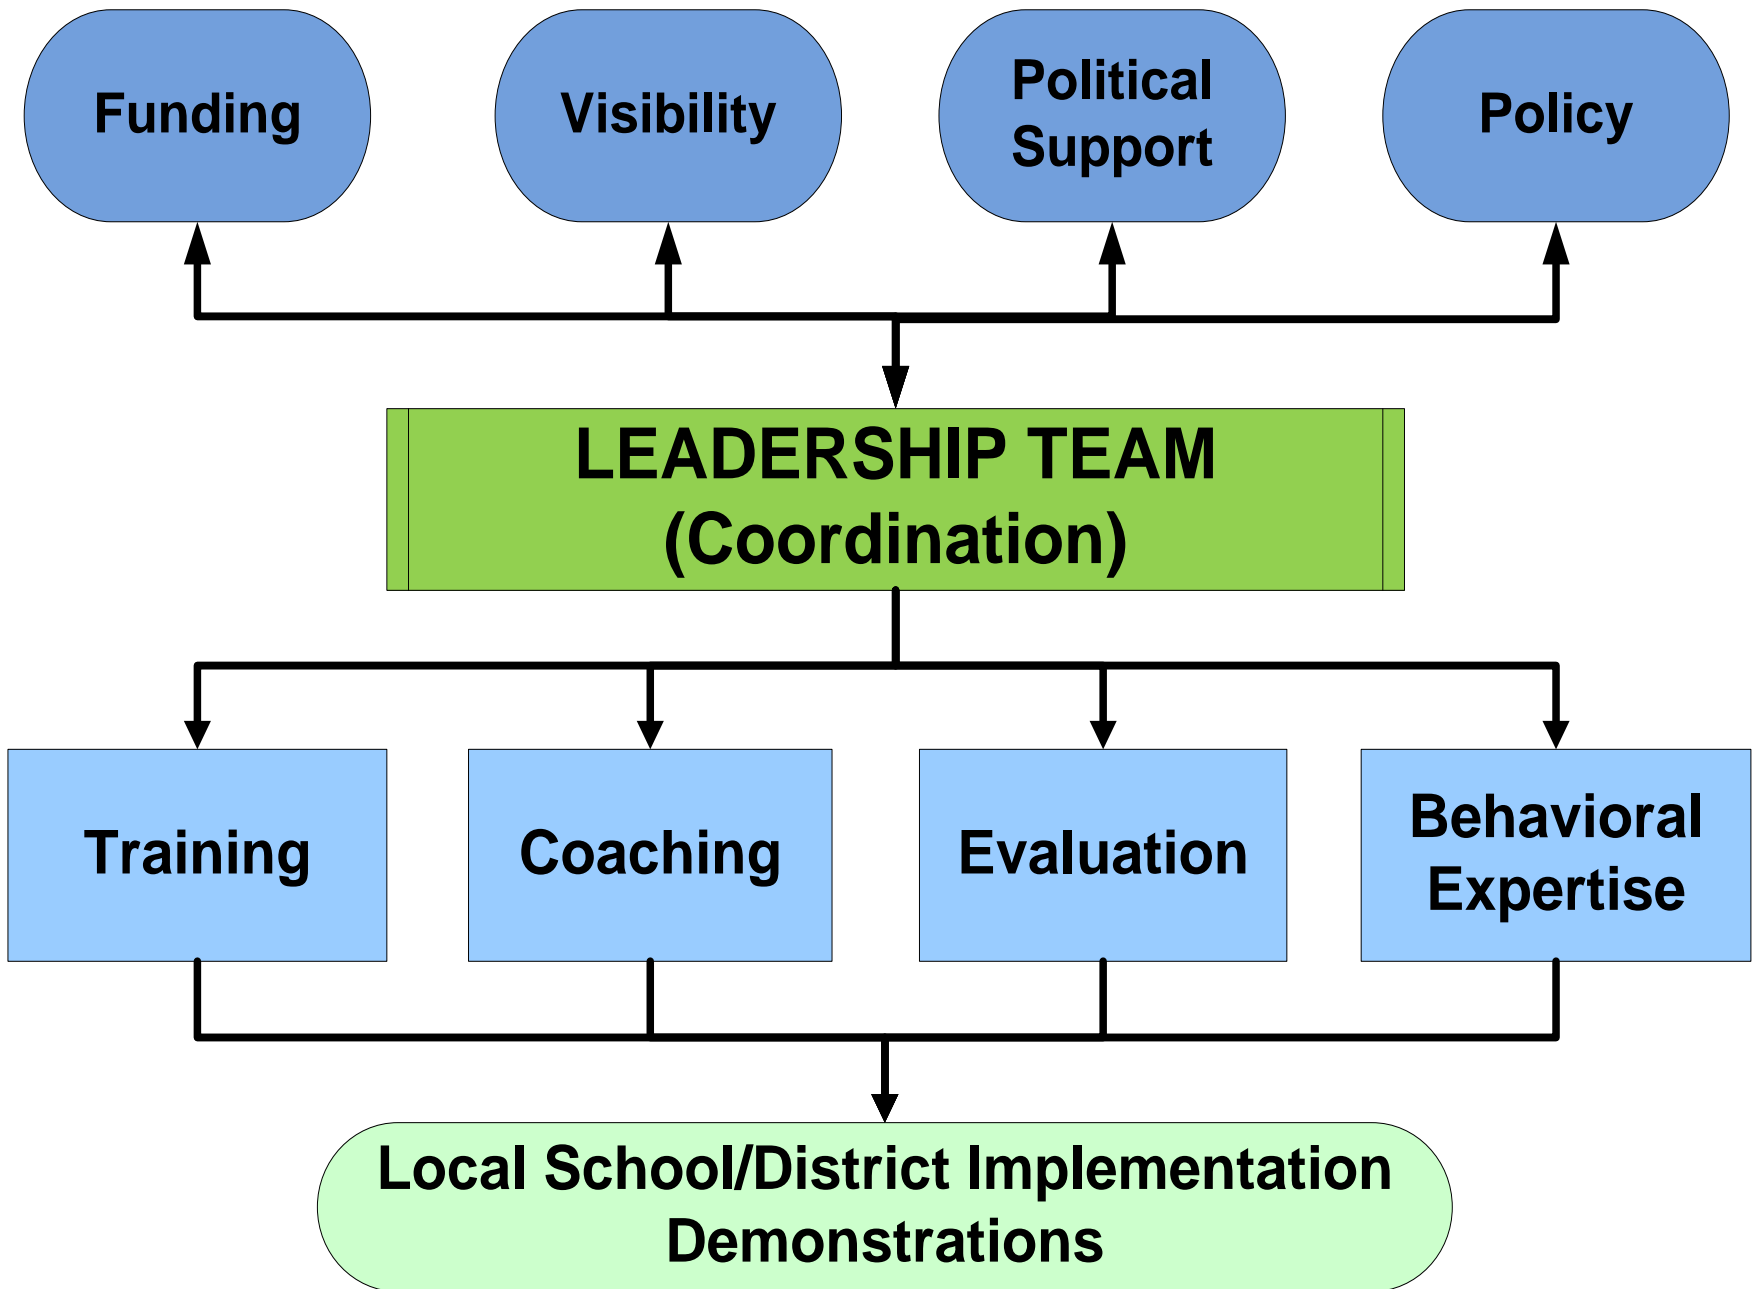 Funding
Visibility
Political
Support
Policy
LEADERSHIP TEAM
(Coordination)
Training
Coaching
Evaluation
Behavioral
Expertise
Local School/District Implementation
Demonstrations